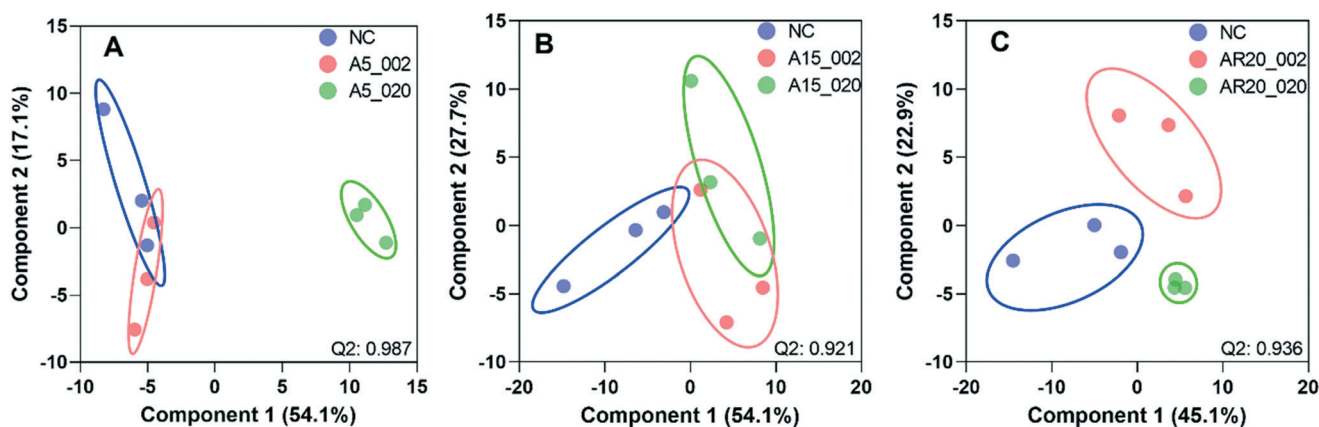 A
NC
A5_002
A5_020
15
10
5
0
-5
-10
Component 2 (17.1%)
Q2: 0.987
-10
-5
0
5
10
15
Component 1 (54.1%)
B
NC
A15_002
A15_020
15
10
5
0
-5
-10
Component 2 (27.7%)
Q2: 0.921
-20
-10
0
10
20
Component 1 (54.1%)
C
NC
AR20_002
AR20_020
15
10
5
0
-5
-10
Component 2 (22.9%)
Q2: 0.936
-20
-10
0
10
20
Component 1 (45.1%)